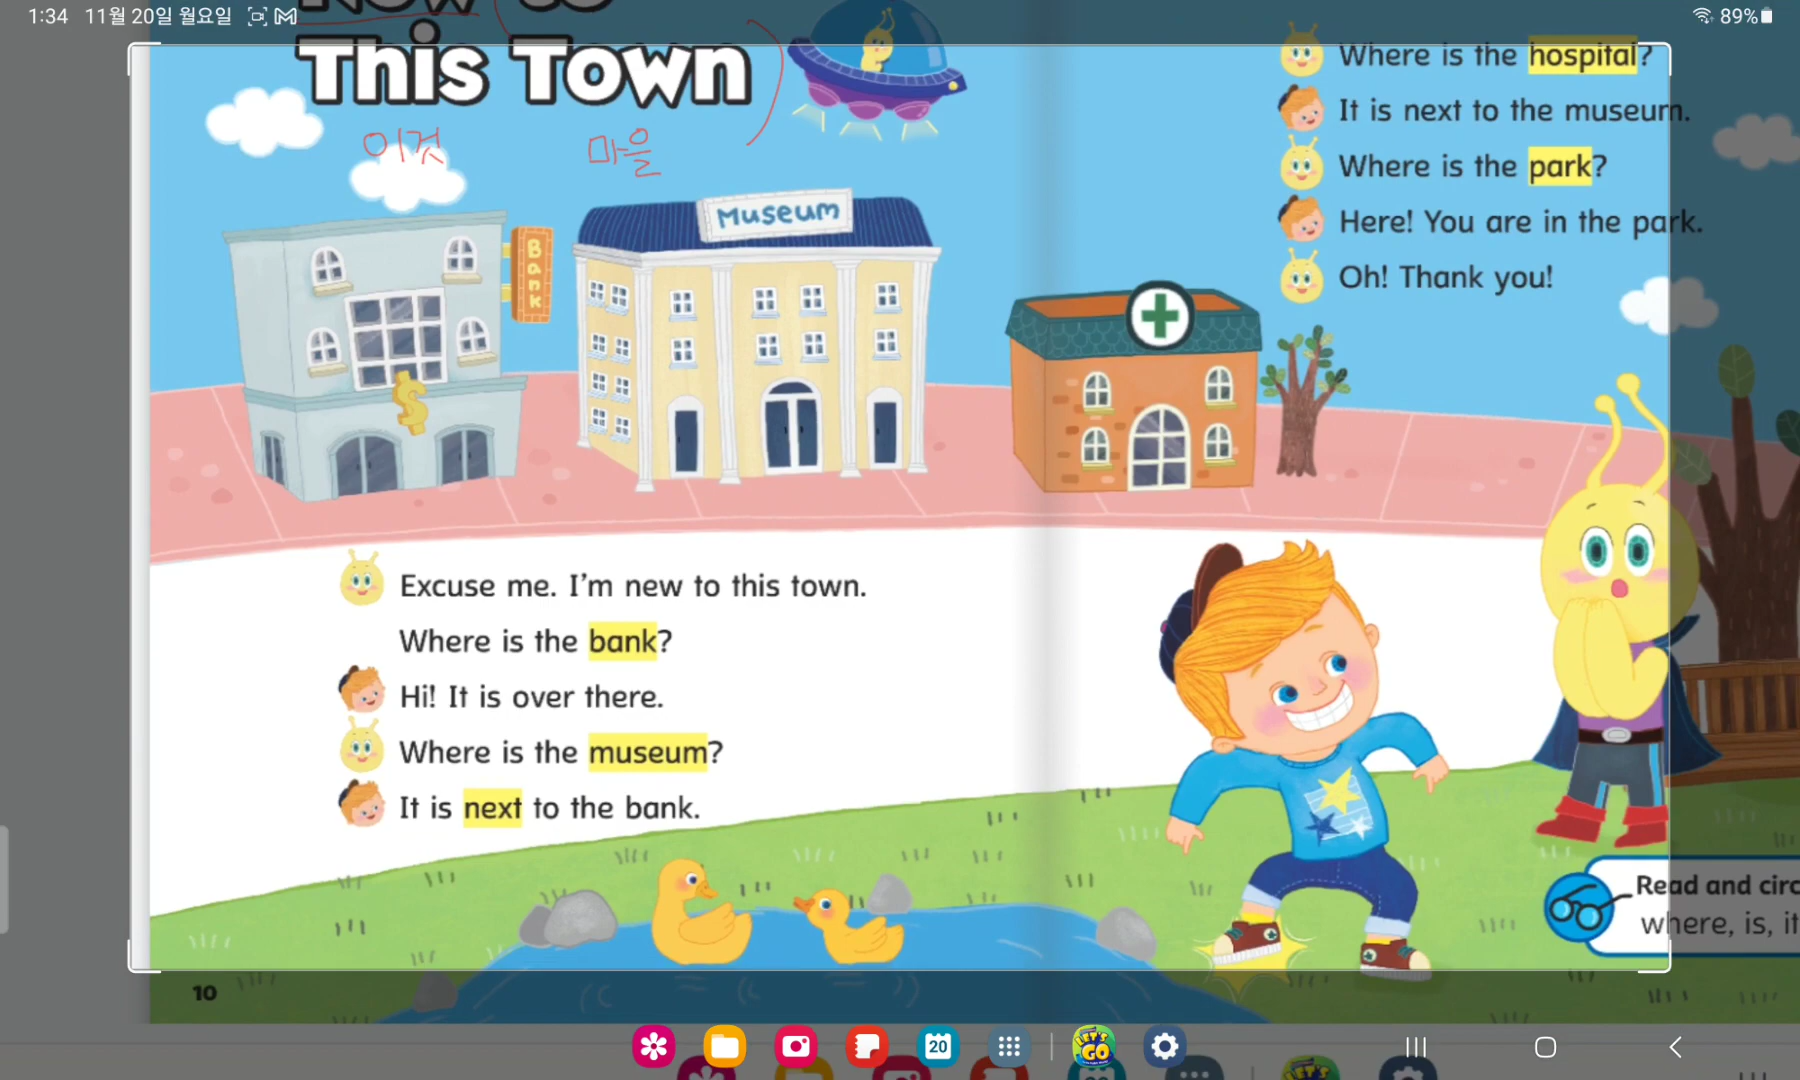 1:34 11월 20일 월요일
89%
This Town
이것 마을
Museum
Bank
$
Where is the hospital?
It is next to the museum.
Where is the park?
Here! You are in the park.
Oh! Thank you!
Excuse me. I'm new to this town.
Where is the bank?
Hi! It is over there.
Where is the museum?
It is next to the bank.
Read and circ
where, is, it
10
20
LET'S GO